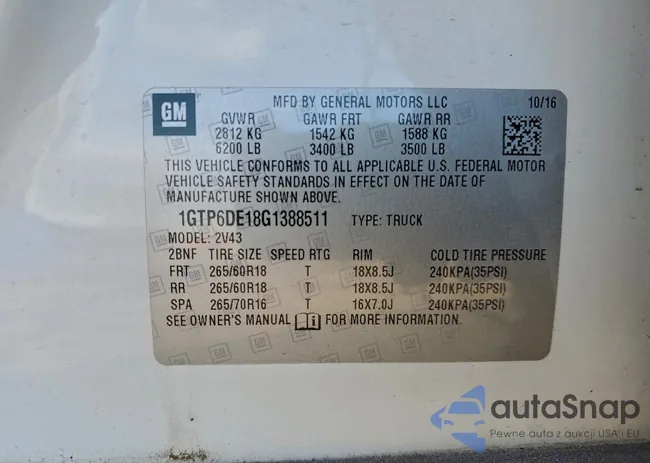 GM
MFD BY GENERAL MOTORS LLC 10/16
GVWR GAWR FRT GAWR RR
2812 KG 1542 KG 1588 KG
6200 LB 3400 LB 3500 LB
THIS VEHICLE CONFORMS TO ALL APPLICABLE U.S. FEDERAL MOTOR
VEHICLE SAFETY STANDARDS IN EFFECT ON THE DATE OF
MANUFACTURE SHOWN ABOVE.
1GTP6DE18G1388511 TYPE: TRUCK
MODEL: 2V43
2BNF TIRE SIZE SPEED RTG RIM COLD TIRE PRESSURE
FRT 265/60R18 T 18X8.5J 240KPA(35PSI)
RR 265/60R18 T 18X8.5J 240KPA(35PSI)
SPA 265/70R16 T 16X7.0J 240KPA(35PSI)
SEE OWNER'S MANUAL FOR MORE INFORMATION.
autaSnap
Pewne auta z aukcji USA · EU